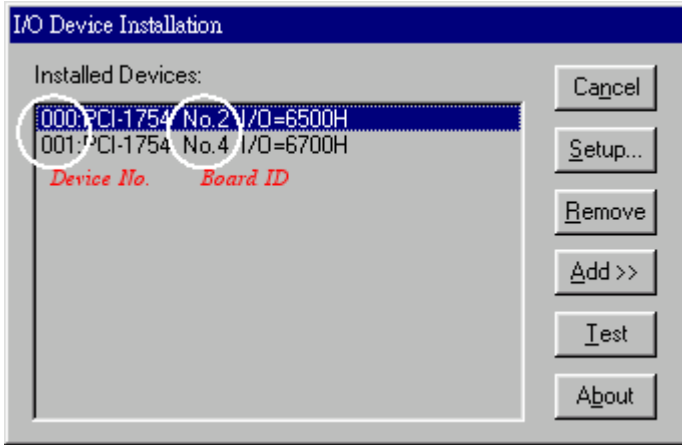 I/O Device Installation
Installed Devices:
000:PCI-1754 No.2 I/O=6500H
001:PCI-1754 No.4 I/O=6700H
Device No. Board ID
Cancel
Setup...
Remove
Add >>
Test
About